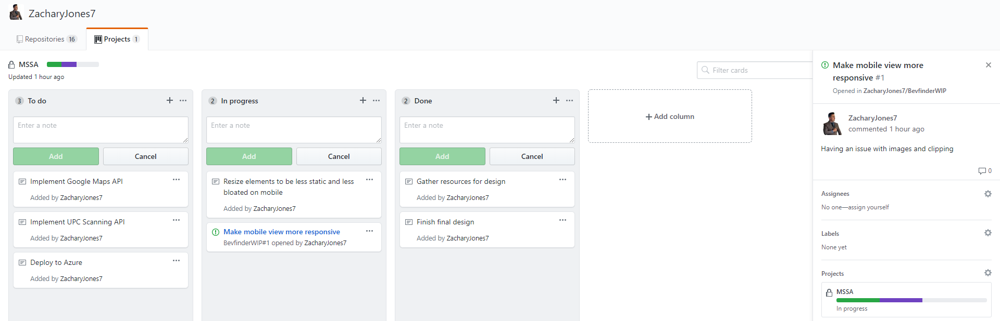 ZacharyJones7
Repositories 16
Projects 1
MSSA
Updated 1 hour ago
Filter cards
3 To do
Enter a note
Add
Cancel
Implement Google Maps API
Added by ZacharyJones7
Implement UPC Scanning API
Added by ZacharyJones7
Deploy to Azure
Added by ZacharyJones7
2 In progress
Enter a note
Add
Cancel
Resize elements to be less static and less
bloated on mobile
Added by ZacharyJones7
Make mobile view more responsive
BevfinderWIP#1 opened by ZacharyJones7
2 Done
Enter a note
Add
Cancel
Gather resources for design
Added by ZacharyJones7
Finish final design
Added by ZacharyJones7
Add column
Make mobile view more
responsive #1
Opened in ZacharyJones7/BevfinderWIP
ZacharyJones7
commented 1 hour ago
Having an issue with images and clipping
0
Assignees
No one—assign yourself
Labels
None yet
Projects
MSSA
In progress